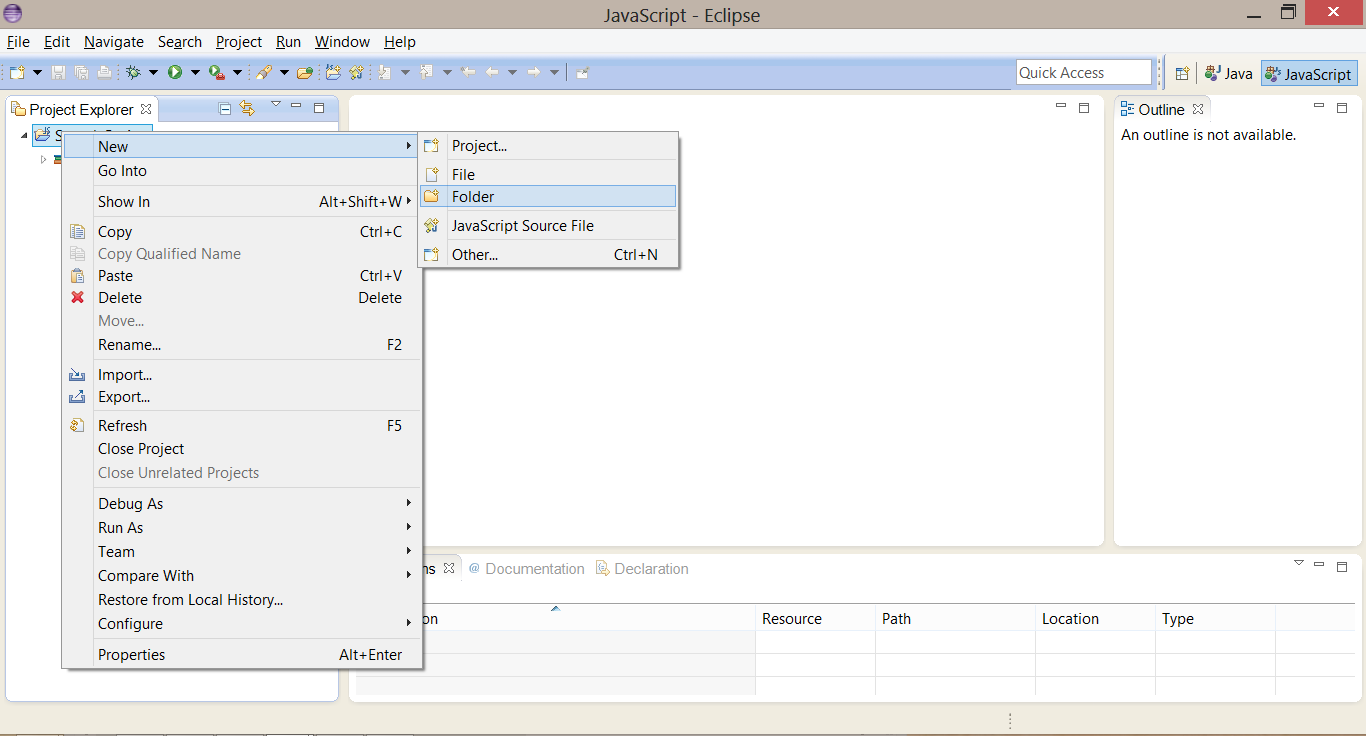 JavaScript - Eclipse
File Edit Navigate Search Project Run Window Help
Quick Access
Java
JavaScript
Project Explorer
New
Go Into
Show In Alt+Shift+W
Copy Ctrl+C
Copy Qualified Name
Paste Ctrl+V
Delete Delete
Move...
Rename... F2
Import...
Export...
Refresh F5
Close Project
Close Unrelated Projects
Debug As
Run As
Team
Compare With
Restore from Local History...
Configure
Properties Alt+Enter
Project...
File
Folder
JavaScript Source File
Other... Ctrl+N
Outline
An outline is not available.
@ Documentation Declaration
Resource Path Location Type